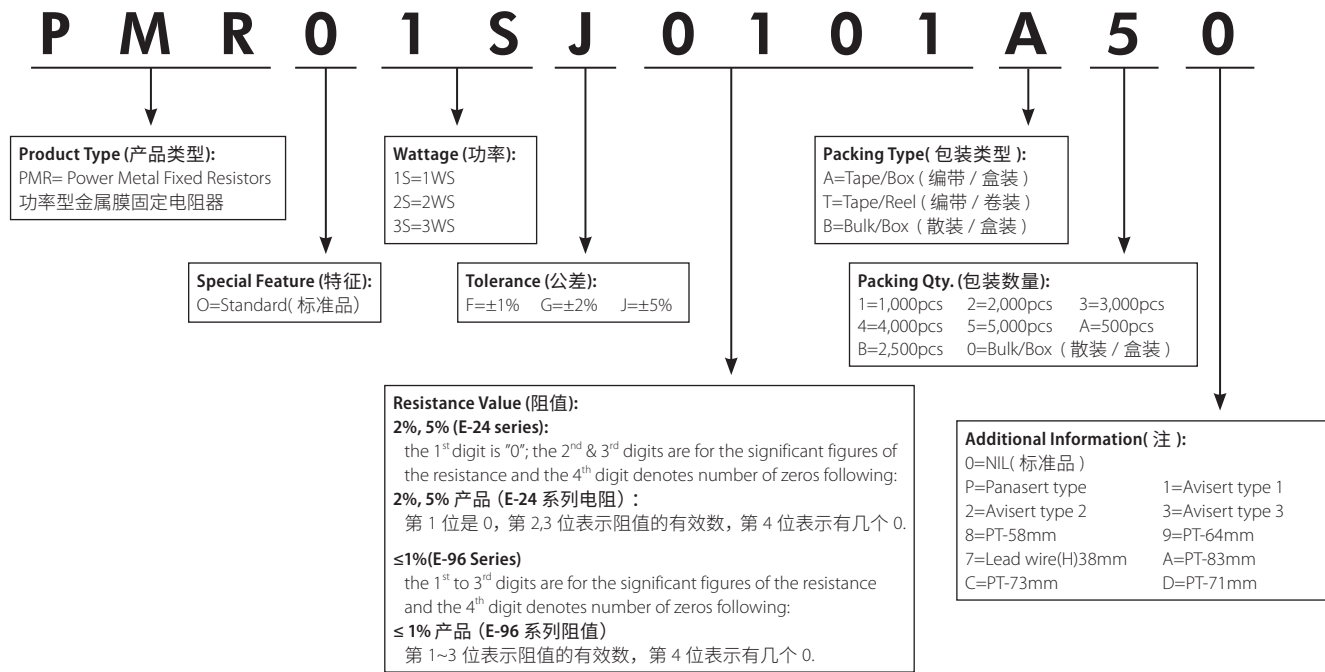 P M R 0 1 S J 0 1 0 1 A 5 0
Product Type (产品类型):
PMR= Power Metal Fixed Resistors
功率型金属膜固定电阻器
Wattage (功率):
1S=1WS
2S=2WS
3S=3WS
Packing Type( 包装类型 ):
A=Tape/Box ( 编带 / 盒装 )
T=Tape/Reel ( 编带 / 卷装 )
B=Bulk/Box ( 散装 / 盒装 )
Special Feature (特征):
O=Standard( 标准品)
Tolerance (公差):
F=±1% G=±2% J=±5%
Packing Qty. (包装数量):
1=1,000pcs 2=2,000pcs 3=3,000pcs
4=4,000pcs 5=5,000pcs A=500pcs
B=2,500pcs 0=Bulk/Box ( 散装 / 盒装 )
Resistance Value (阻值):
2%, 5% (E-24 series):
the 1st digit is "0"; the 2nd & 3rd digits are for the significant figures of
the resistance and the 4th digit denotes number of zeros following:
2%, 5% 产品 (E-24 系列电阻) :
第 1 位是 0, 第 2,3 位表示阻值的有效数, 第 4 位表示有几个 0.
≤1%(E-96 Series)
the 1st to 3rd digits are for the significant figures of the resistance
and the 4th digit denotes number of zeros following:
≤ 1% 产品 (E-96 系列阻值)
第 1~3 位表示阻值的有效数, 第 4 位表示有几个 0.
Additional Information( 注 ):
0=NIL( 标准品 )
P=Panasert type 1=Avisert type 1
2=Avisert type 2 3=Avisert type 3
8=PT-58mm 9=PT-64mm
7=Lead wire(H)38mm A=PT-83mm
C=PT-73mm D=PT-71mm